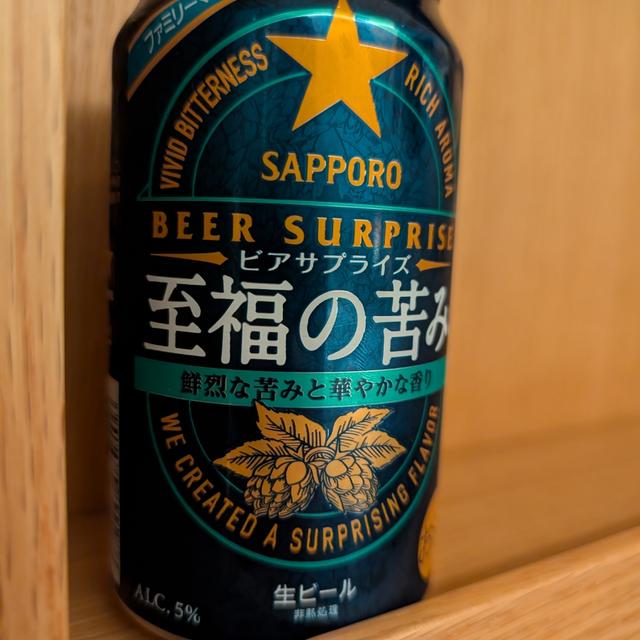 ファミリーマ
VIVID BITTERNESS
RICH AROMA
SAPPORO
BEER SURPRISE
ビアサプライズ
至福の苦み
鮮烈な苦みと華やかな香り
WE CREATED A SURPRISING FLAVOR
ALC. 5%
生ビール
非熱処理